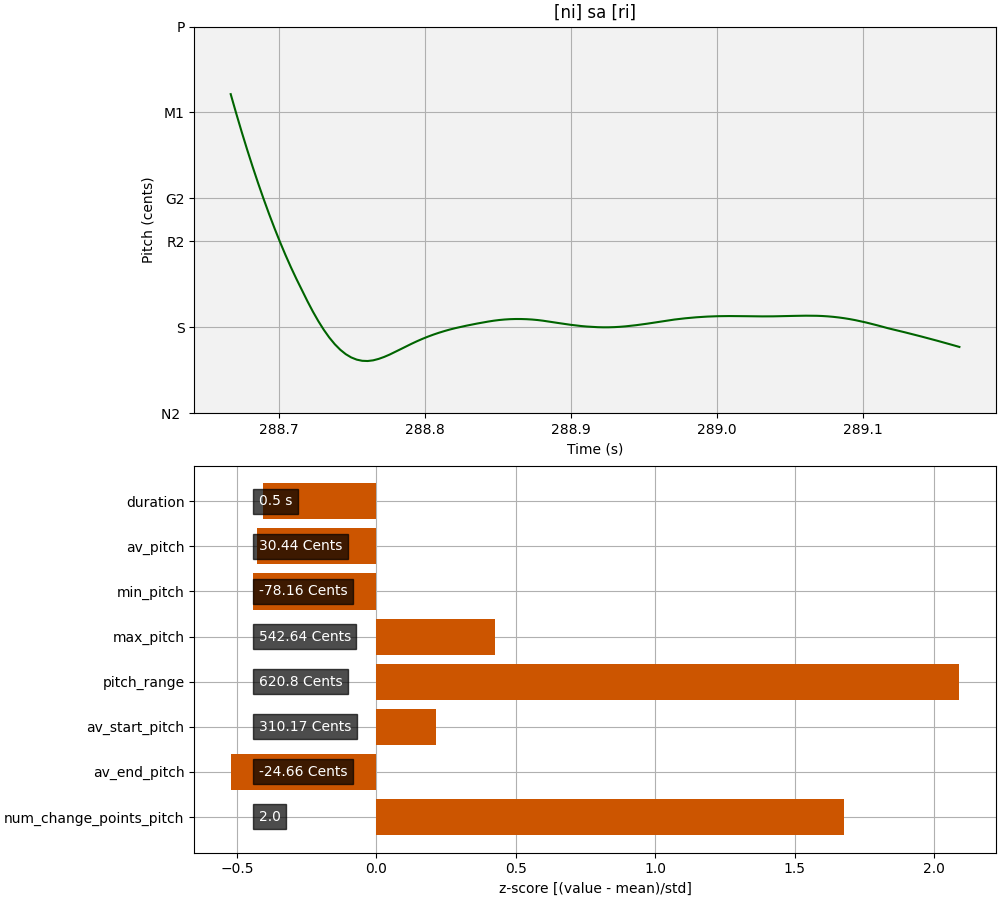 [ni] sa [ri]
P
M1
G2
R2
S
N2
Pitch (cents)
288.7 288.8 288.9 289.0 289.1
Time (s)
duration 0.5 s
av_pitch 30.44 Cents
min_pitch -78.16 Cents
max_pitch 542.64 Cents
pitch_range 620.8 Cents
av_start_pitch 310.17 Cents
av_end_pitch -24.66 Cents
num_change_points_pitch 2.0
−0.5 0.0 0.5 1.0 1.5 2.0
z-score [(value - mean)/std]